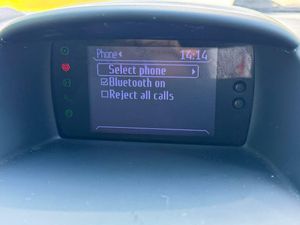 Phone 14:14
Select phone
Bluetooth on
Reject all calls